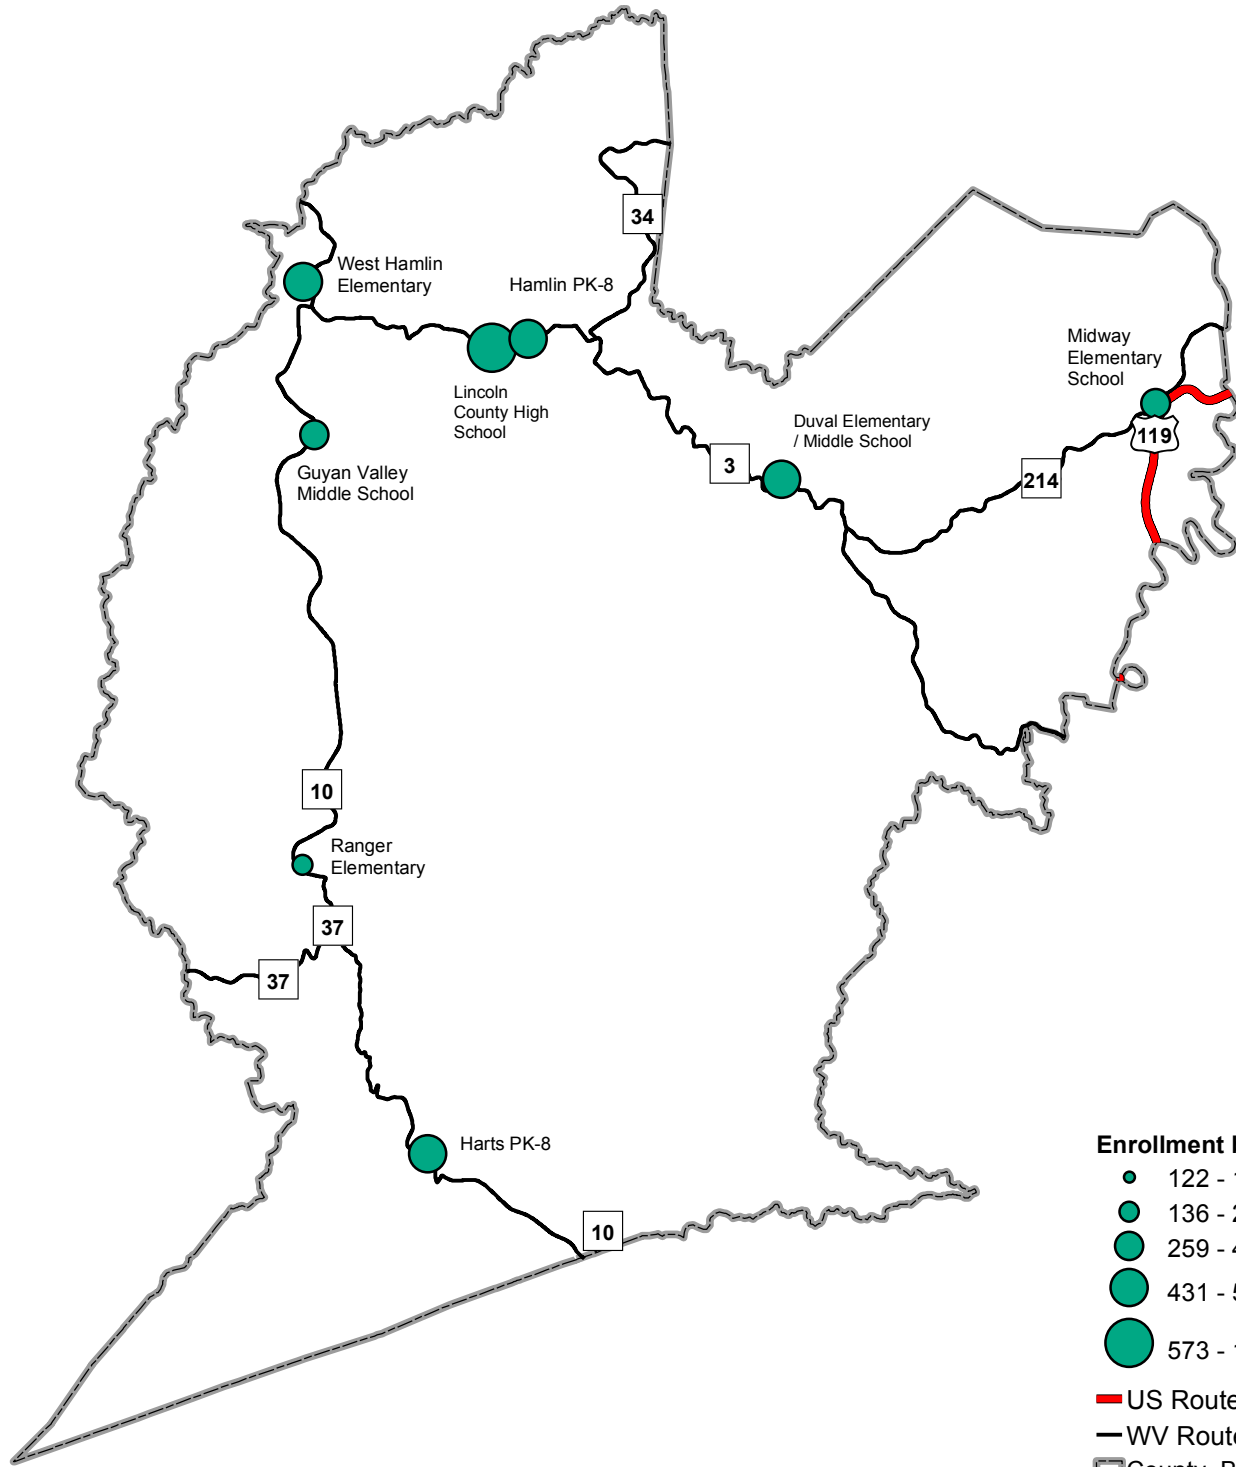 34
West Hamlin
Elementary
Hamlin PK-8
Midway
Elementary
School
Lincoln
County High
School
Duval Elementary
/ Middle School
119
3
214
Guyan Valley
Middle School
10
Ranger
Elementary
37
37
Harts PK-8
10
Enrollment
122 -
136 -
259 -
431 -
573 -
US Route
WV Route
County